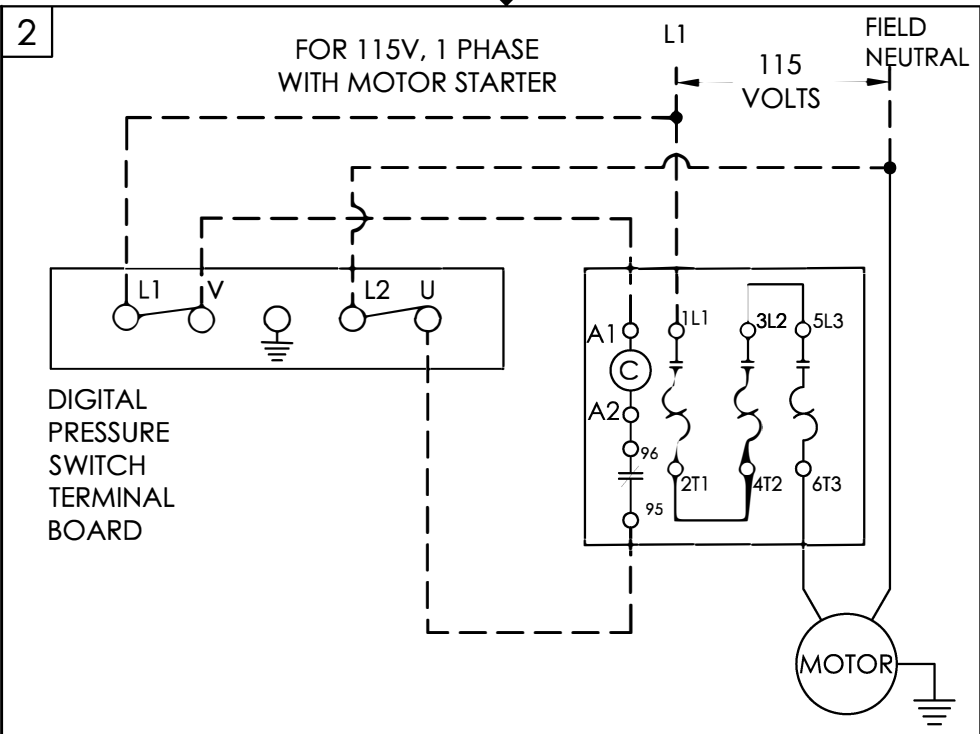 2
FOR 115V, 1 PHASE
WITH MOTOR STARTER
L1
115
VOLTS
FIELD
NEUTRAL
L1
V
L2
U
DIGITAL
PRESSURE
SWITCH
TERMINAL
BOARD
A1
C
A2
96
95
1L1
3L2
5L3
2T1
4T2
6T3
MOTOR